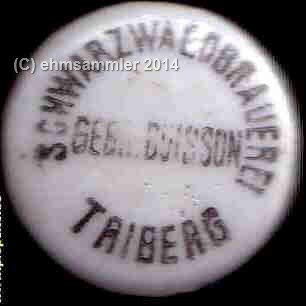 (C) ehmsammler 2014
SCHWARZWALDBRAUEREI
GEBR. BUISSON
TRIBERG